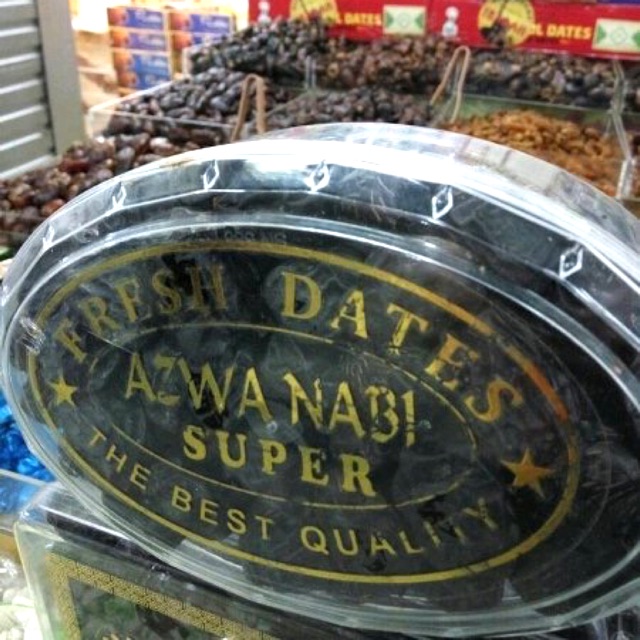 DATES
DATES
FRESH DATES
AZWA NABI
SUPER
THE BEST QUALITY